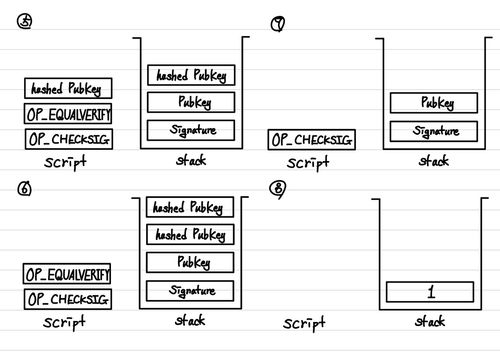 ⑤
hashed PubKey
OP_EQUALVERIFY
OP_CHECKSIG
script
hashed PubKey
PubKey
Signature
stack
⑦
OP_CHECKSIG
script
PubKey
Signature
stack
⑥
OP_EQUALVERIFY
OP_CHECKSIG
script
hashed PubKey
hashed PubKey
PubKey
Signature
stack
⑧
script
1
stack